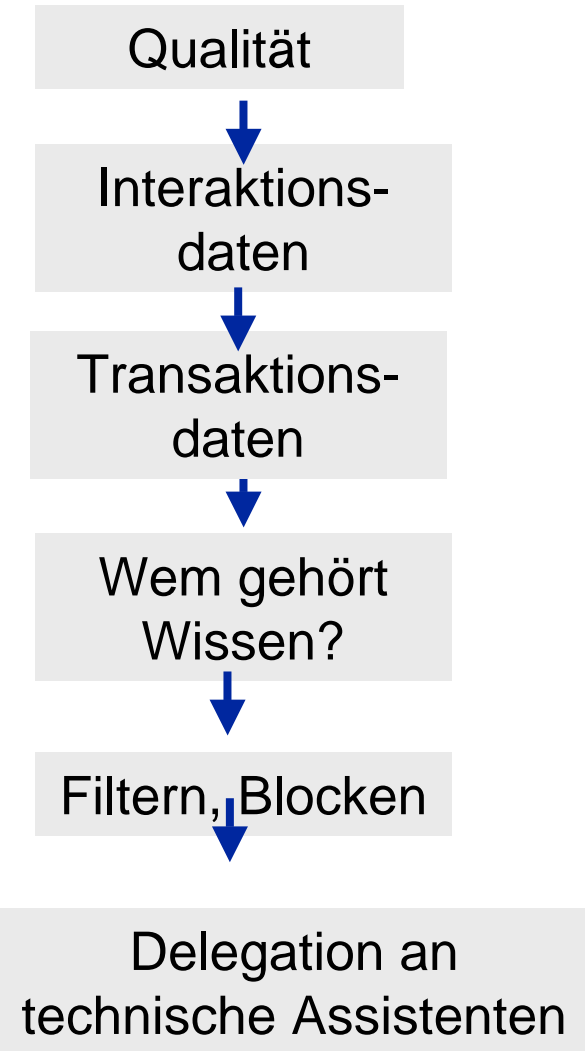 Qualität
Interaktions-
daten
Transaktions-
daten
Wem gehört
Wissen?
Filtern, Blocken
Delegation an
technische Assistenten